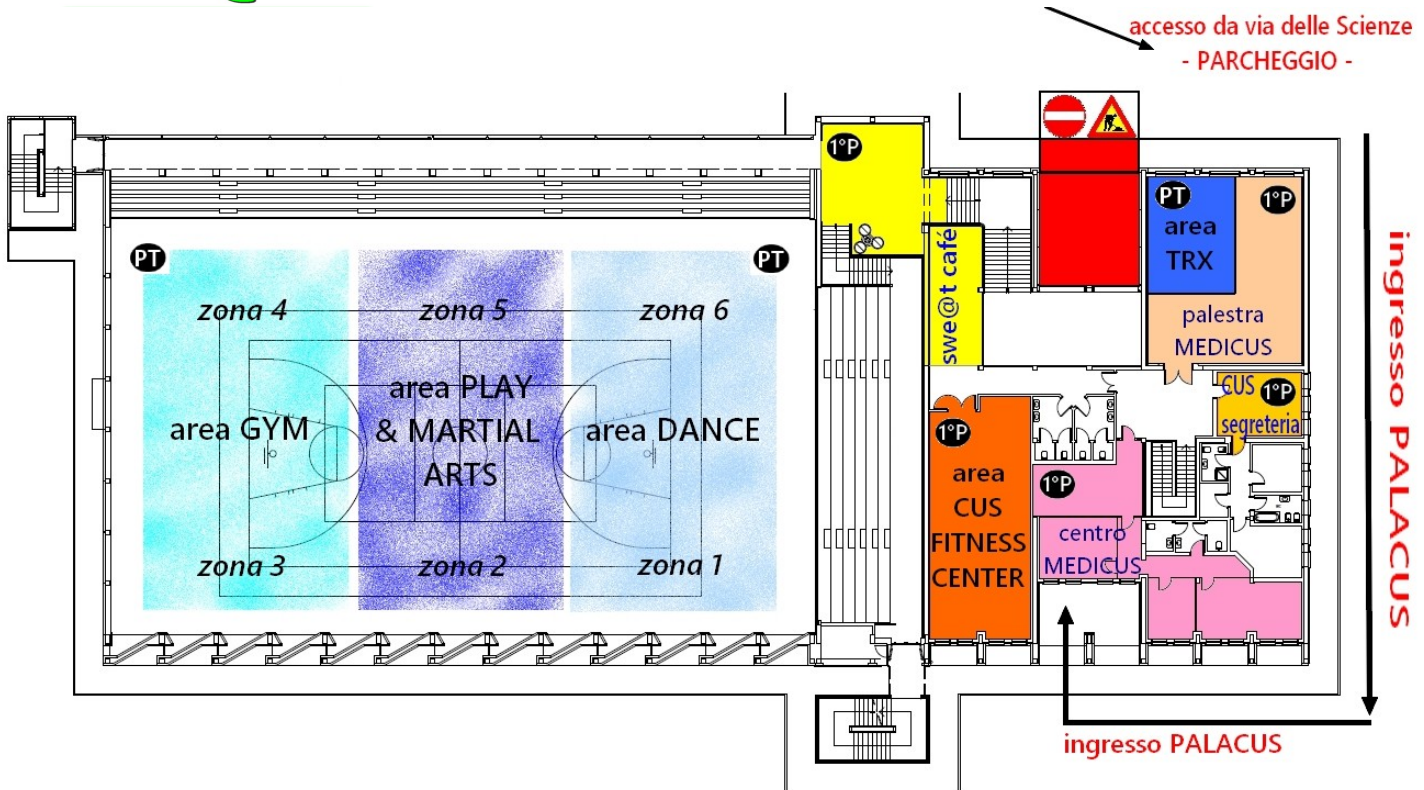 accesso da via delle Scienze
- PARCHEGGIO -
1°P
PT
area
TRX
1°P
palestra
MEDICUS
swe@t café
ingresso PALACUS
PT
PT
zona 4
zona 5
zona 6
area GYM
area PLAY
& MARTIAL
ARTS
area DANCE
zona 3
zona 2
zona 1
1°P
area
CUS
FITNESS
CENTER
CUS
1°P
segreteria
1°P
centro
MEDICUS
ingresso PALACUS